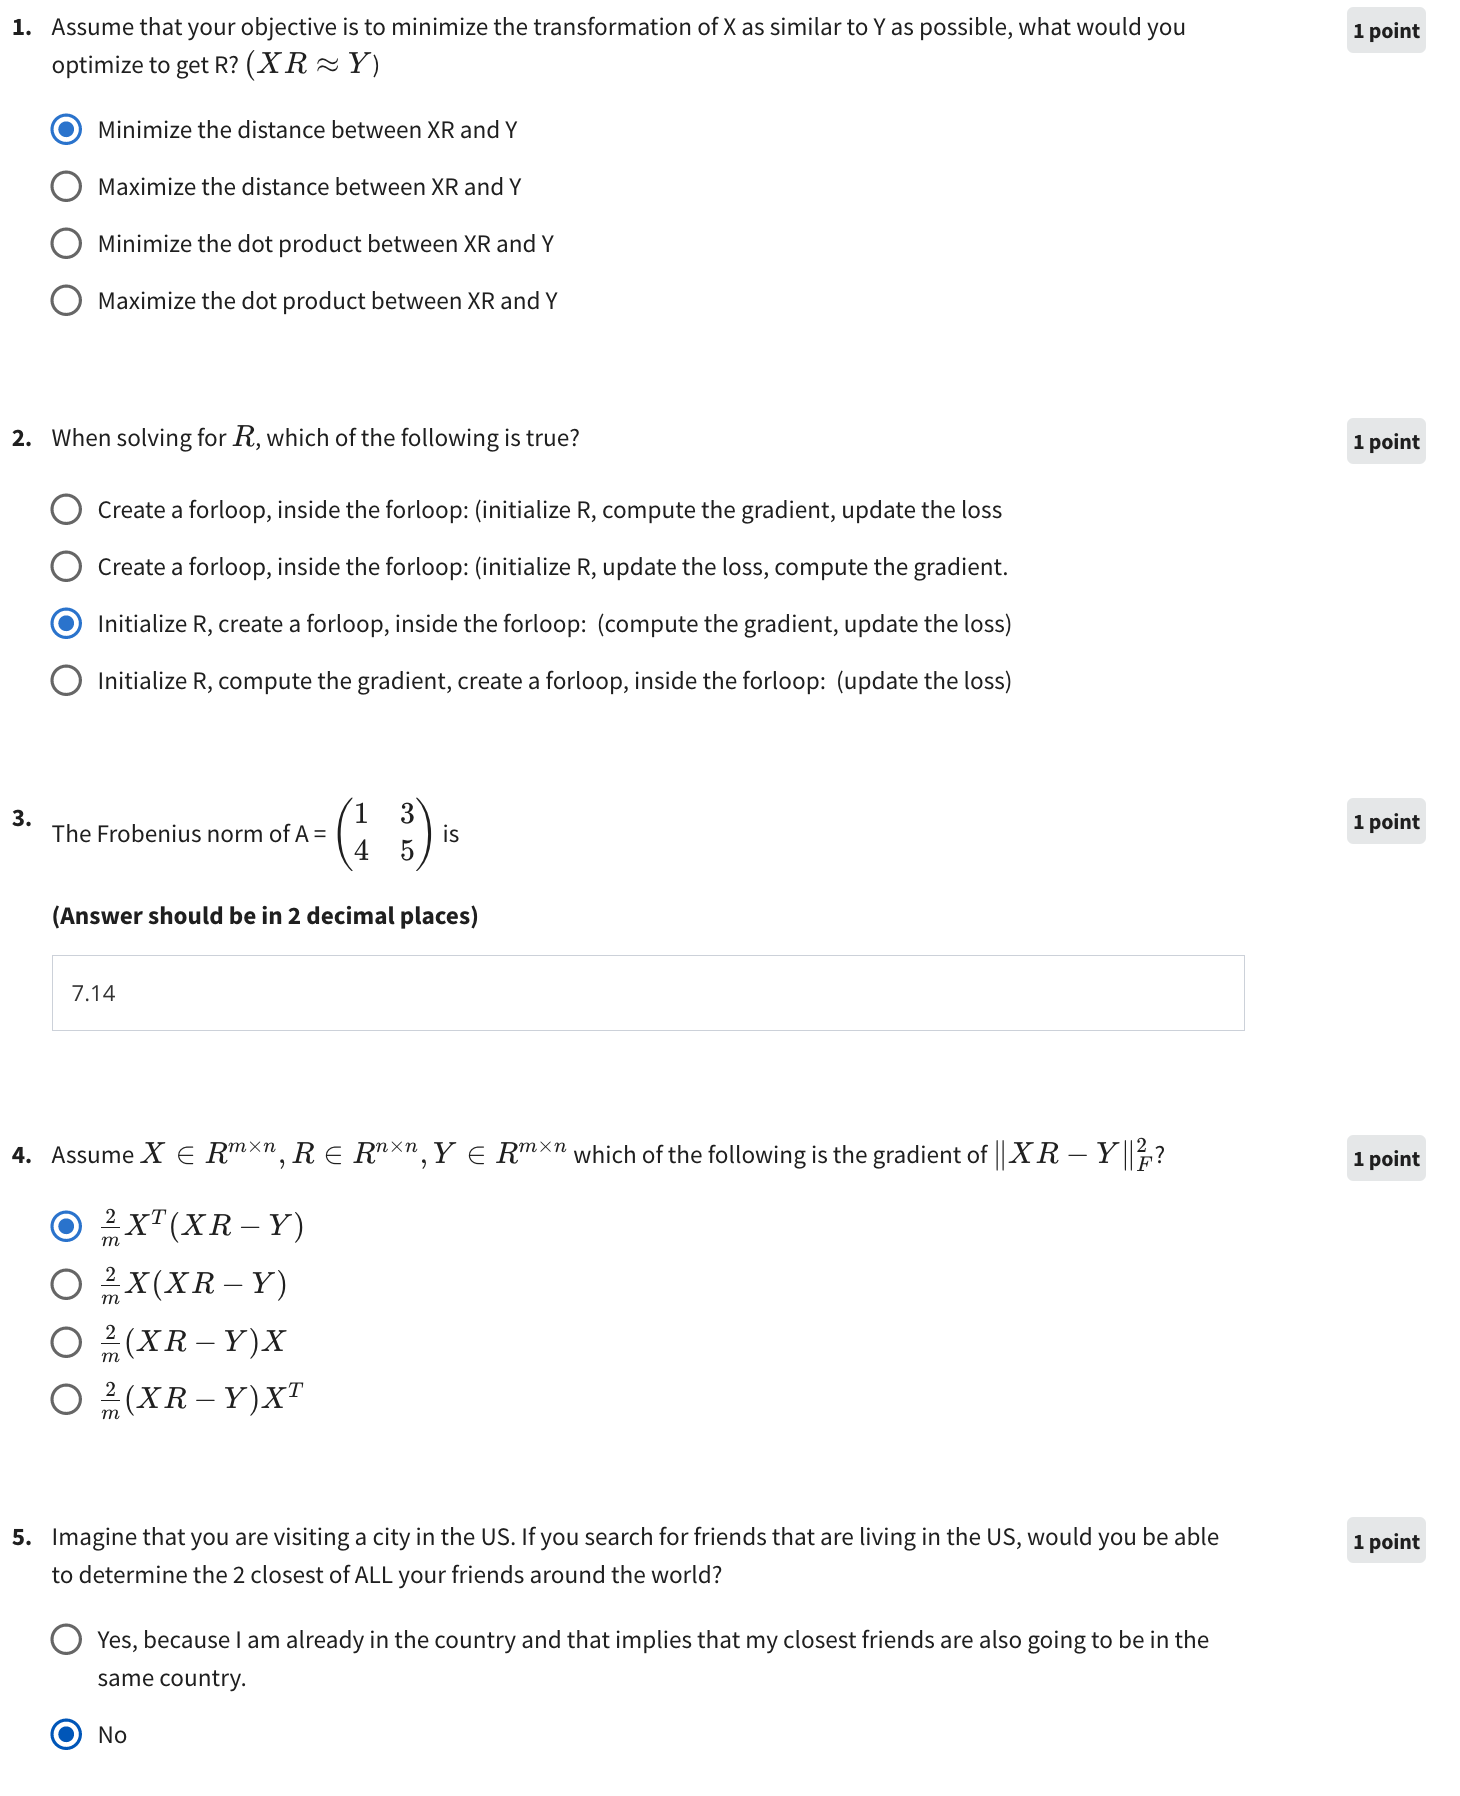 1. Assume that your objective is to minimize the transformation of X as similar to Y as possible, what would you 1 point
optimize to get R? (XR ≈ Y)
Minimize the distance between XR and Y
Maximize the distance between XR and Y
Minimize the dot product between XR and Y
Maximize the dot product between XR and Y
2. When solving for R, which of the following is true? 1 point
Create a forloop, inside the forloop: (initialize R, compute the gradient, update the loss
Create a forloop, inside the forloop: (initialize R, update the loss, compute the gradient.
Initialize R, create a forloop, inside the forloop: (compute the gradient, update the loss)
Initialize R, compute the gradient, create a forloop, inside the forloop: (update the loss)
3. The Frobenius norm of A = $\begin{pmatrix} 1 & 3 \\ 4 & 5 \end{pmatrix}$ is 1 point
(Answer should be in 2 decimal places)
7.14
4. Assume $X \in R^{m \times n}, R \in R^{n \times n}, Y \in R^{m \times n}$ which of the following is the gradient of $\|XR - Y\|_F^2$? 1 point
$\frac{2}{m} X^T (XR - Y)$
$\frac{2}{m} X (XR - Y)$
$\frac{2}{m} (XR - Y) X$
$\frac{2}{m} (XR - Y) X^T$
5. Imagine that you are visiting a city in the US. If you search for friends that are living in the US, would you be able 1 point
to determine the 2 closest of ALL your friends around the world?
Yes, because I am already in the country and that implies that my closest friends are also going to be in the
same country.
No